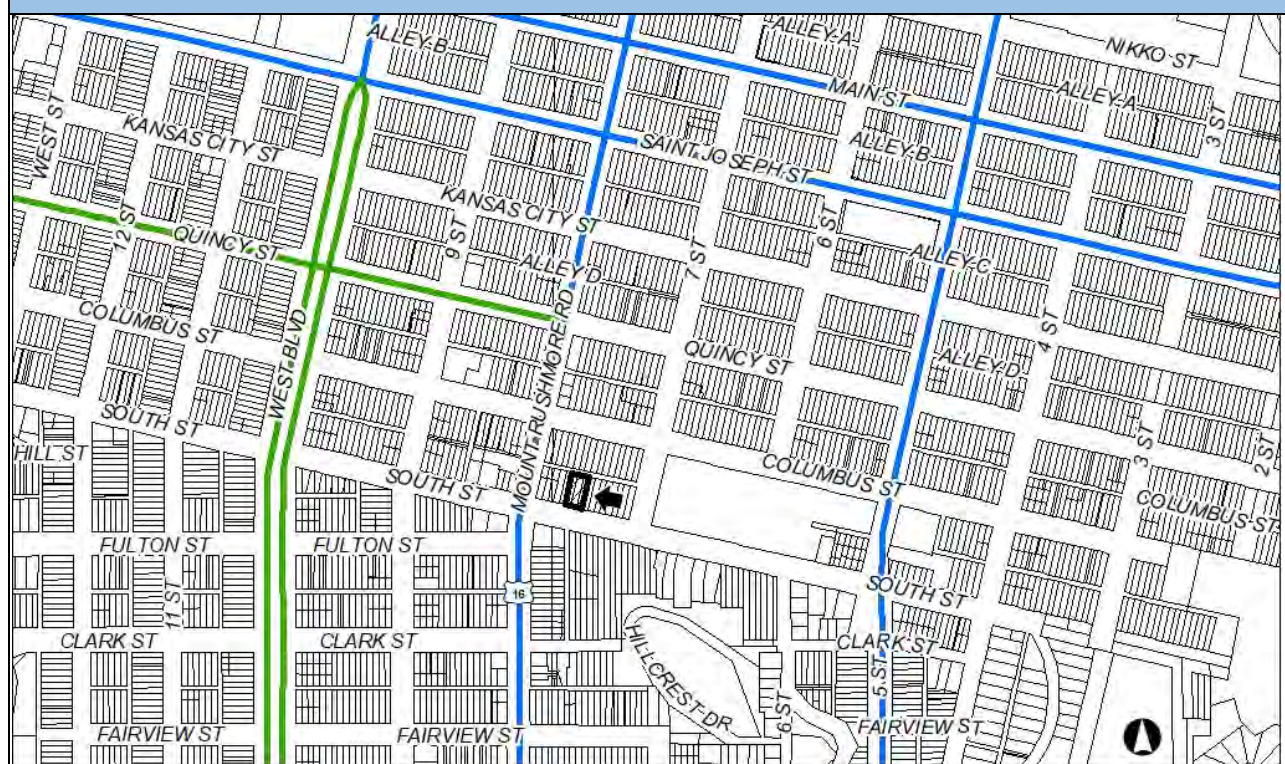 ALLEY B
ALLEY A
NIKKO ST
MAIN ST
ALLEY A
WEST ST
KANSAS CITY ST
ALLEY B
3 ST
SAINT JOSEPH ST
KANSAS CITY ST
12 ST
QUINCY ST
9 ST
ALLEY D
7 ST
6 ST
ALLEY C
COLUMBUS ST
WEST BLVD
MOUNT RUSHMORE RD
QUINCY ST
4 ST
ALLEY D
SOUTH ST
HILL ST
SOUTH ST
COLUMBUS ST
3 ST
2 ST
COLUMBUS ST
FULTON ST
FULTON ST
16
SOUTH ST
11 ST
CLARK ST
CLARK ST
HILLCREST DR
CLARK ST
5 ST
6 ST
FAIRVIEW ST
FAIRVIEW ST
FAIRVIEW ST